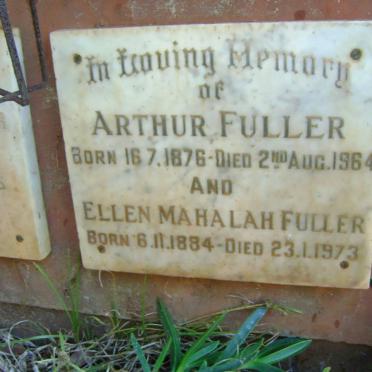 In Loving Memory
of
ARTHUR FULLER
BORN 16.7.1876 - DIED 2ND AUG. 1964
AND
ELLEN MAHALAH FULLER
BORN 6.11.1884 - DIED 23.1.1973